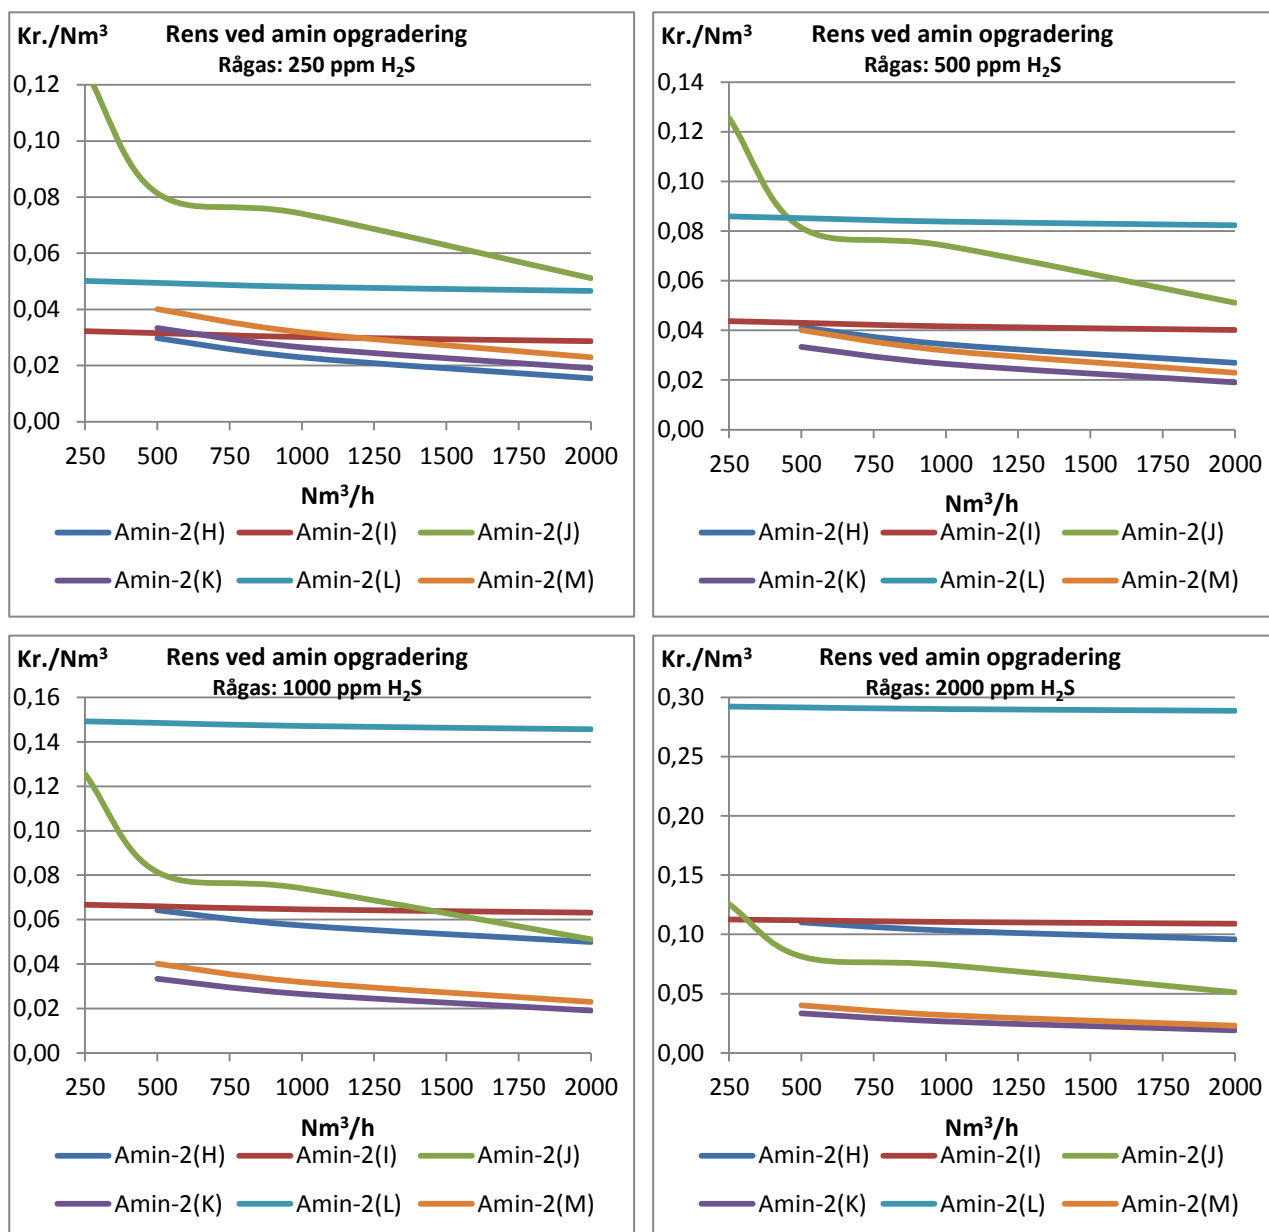 Kr./Nm³ Rens ved amin opgradering
Rågas: 250 ppm H₂S
0,12
0,10
0,08
0,06
0,04
0,02
0,00
250 500 750 1000 1250 1500 1750 2000
Nm³/h
Amin-2(H) Amin-2(I) Amin-2(J)
Amin-2(K) Amin-2(L) Amin-2(M)
Kr./Nm³ Rens ved amin opgradering
Rågas: 500 ppm H₂S
0,14
0,12
0,10
0,08
0,06
0,04
0,02
0,00
250 500 750 1000 1250 1500 1750 2000
Nm³/h
Amin-2(H) Amin-2(I) Amin-2(J)
Amin-2(K) Amin-2(L) Amin-2(M)
Kr./Nm³ Rens ved amin opgradering
Rågas: 1000 ppm H₂S
0,16
0,14
0,12
0,10
0,08
0,06
0,04
0,02
0,00
250 500 750 1000 1250 1500 1750 2000
Nm³/h
Amin-2(H) Amin-2(I) Amin-2(J)
Amin-2(K) Amin-2(L) Amin-2(M)
Kr./Nm³ Rens ved amin opgradering
Rågas: 2000 ppm H₂S
0,30
0,25
0,20
0,15
0,10
0,05
0,00
250 500 750 1000 1250 1500 1750 2000
Nm³/h
Amin-2(H) Amin-2(I) Amin-2(J)
Amin-2(K) Amin-2(L) Amin-2(M)